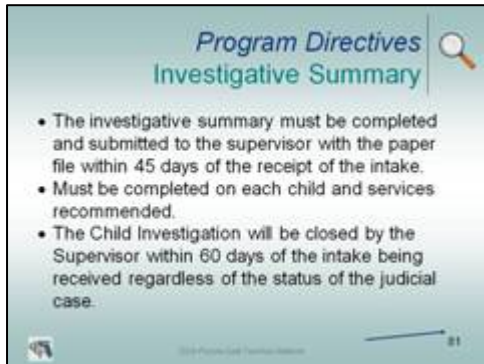 Program Directives
Investigative Summary
• The investigative summary must be completed
and submitted to the supervisor with the paper
file within 45 days of the receipt of the intake.
• Must be completed on each child and services
recommended.
• The Child Investigation will be closed by the
Supervisor within 60 days of the intake being
received regardless of the status of the judicial
case.
81